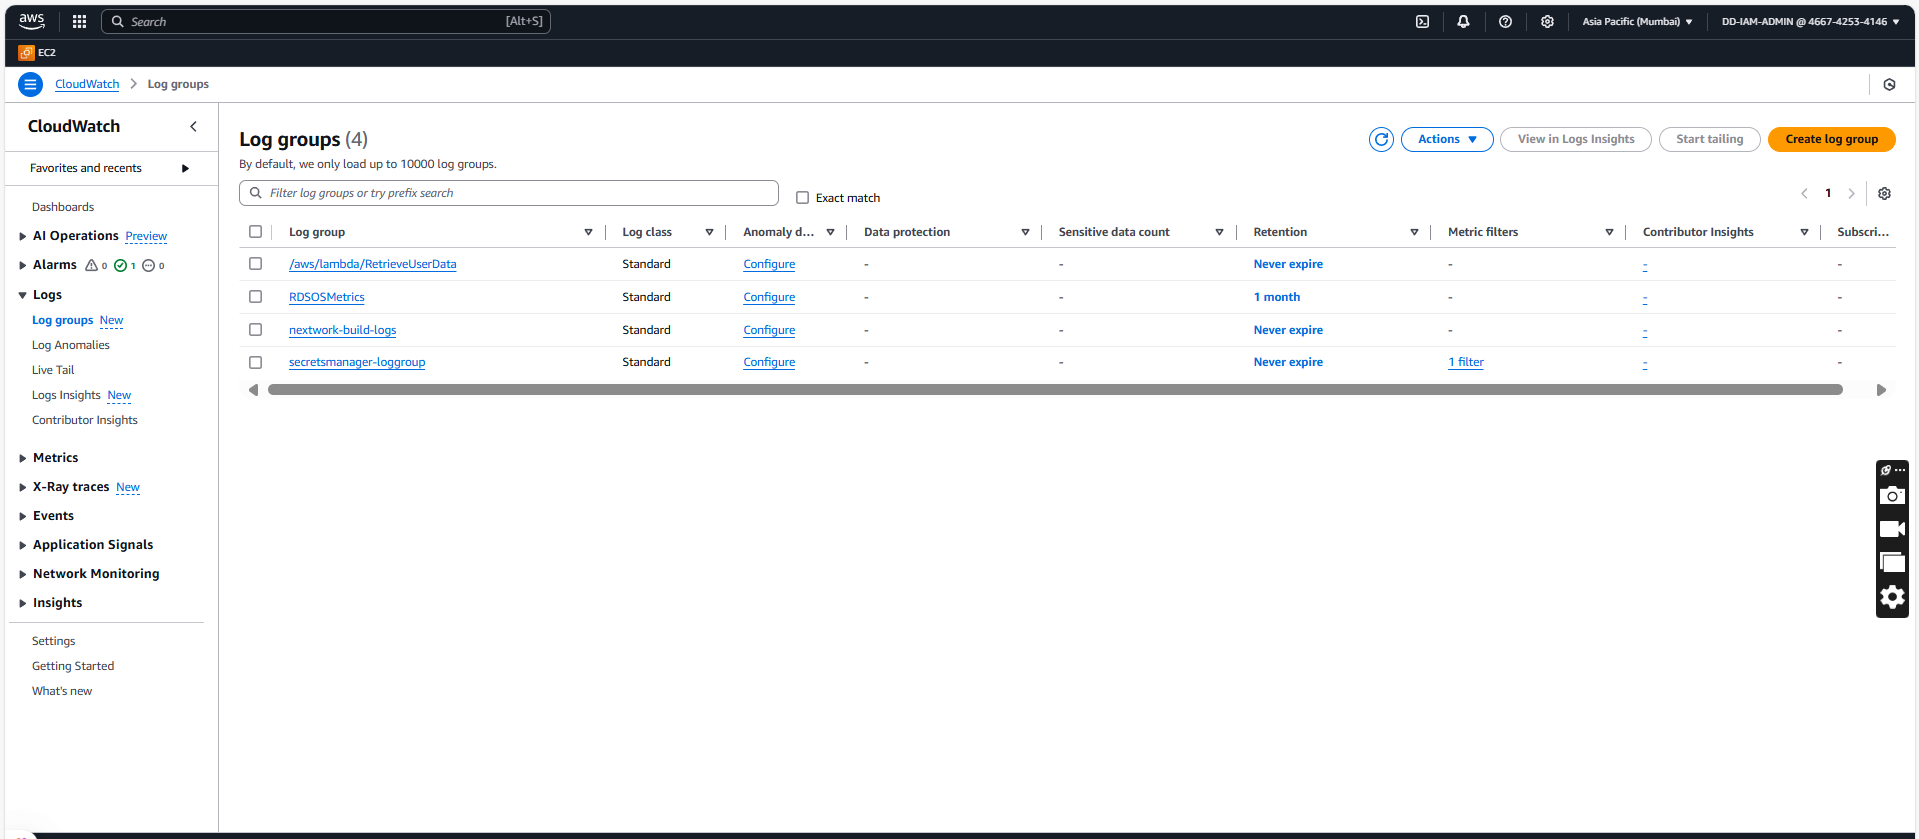 aws
Search [Alt+S]
Asia Pacific (Mumbai) DD-IAM-ADMIN @ 4667-4253-4146
EC2
CloudWatch Log groups
CloudWatch
Favorites and recents
Dashboards
AI Operations Preview
Alarms 0 1 0
Logs
Log groups New
Log Anomalies
Live Tail
Logs Insights New
Contributor Insights
Metrics
X-Ray traces New
Events
Application Signals
Network Monitoring
Insights
Settings
Getting Started
What's new
Log groups (4)
By default, we only load up to 10000 log groups.
Actions View in Logs Insights Start tailing Create log group
Filter log groups or try prefix search Exact match 1
Log group Log class Anomaly d... Data protection Sensitive data count Retention Metric filters Contributor Insights Subscri...
/aws/lambda/RetrieveUserData Standard Configure - - Never expire - - -
RDSOSMetrics Standard Configure - - 1 month - - -
nextwork-build-logs Standard Configure - - Never expire - - -
secretsmanager-loggroup Standard Configure - - Never expire 1 filter - -